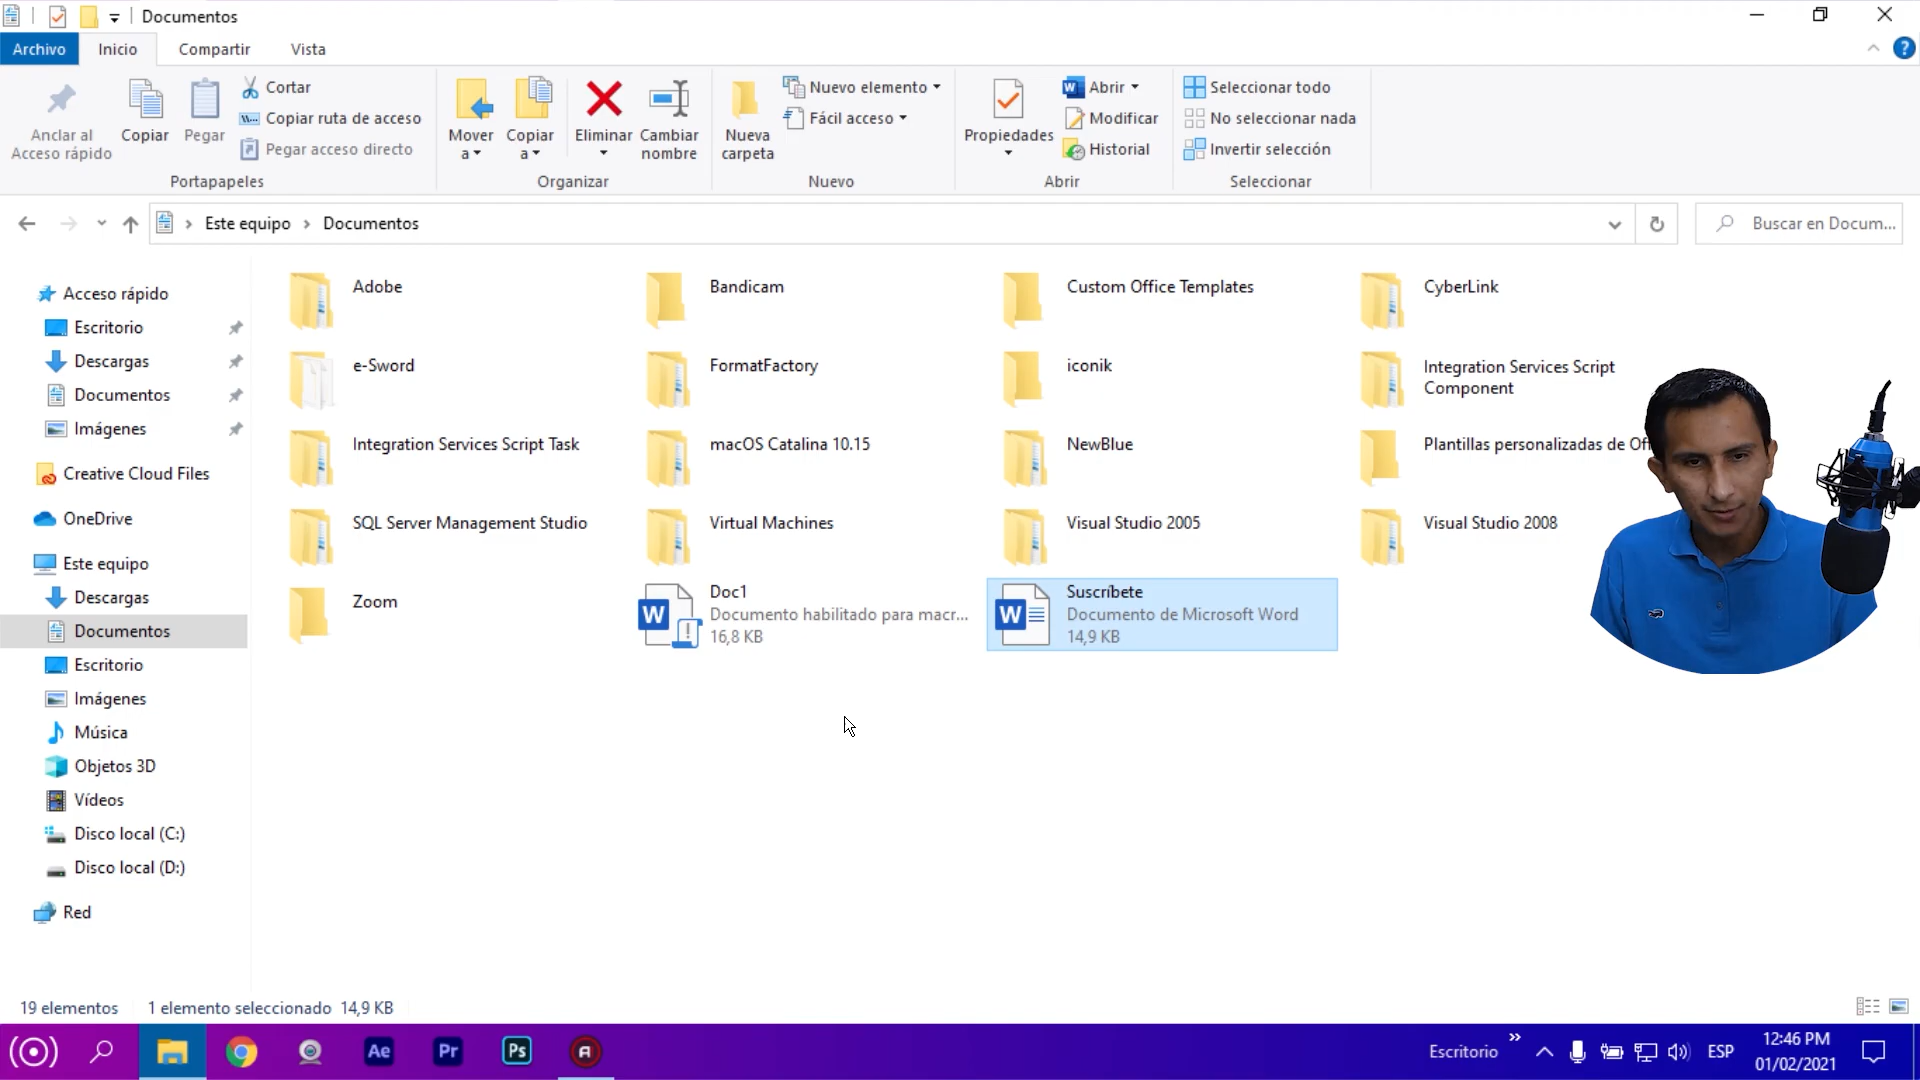 Documentos
Archivo Inicio Compartir Vista
Anclar al
Acceso rápido
Copiar
Pegar
Cortar
Copiar ruta de acceso
Pegar acceso directo
Portapapeles
Mover
a
Copiar
a
Eliminar
Cambiar
nombre
Organizar
Nueva
carpeta
Nuevo elemento
Fácil acceso
Nuevo
Propiedades
Abrir
Modificar
Historial
Abrir
Seleccionar todo
No seleccionar nada
Invertir selección
Seleccionar
Este equipo › Documentos
Buscar en Docum...
Acceso rápido
Escritorio
Descargas
Documentos
Imágenes
Creative Cloud Files
OneDrive
Este equipo
Descargas
Documentos
Escritorio
Imágenes
Música
Objetos 3D
Vídeos
Disco local (C:)
Disco local (D:)
Red
Adobe
Bandicam
Custom Office Templates
CyberLink
e-Sword
FormatFactory
iconik
Integration Services Script
Component
Integration Services Script Task
macOS Catalina 10.15
NewBlue
Plantillas personalizadas de Of
SQL Server Management Studio
Virtual Machines
Visual Studio 2005
Visual Studio 2008
Zoom
Doc1
Documento habilitado para macr...
16,8 KB
Suscríbete
Documento de Microsoft Word
14,9 KB
19 elementos 1 elemento seleccionado 14,9 KB
Ae Pr Ps
Escritorio
ESP
12:46 PM
01/02/2021